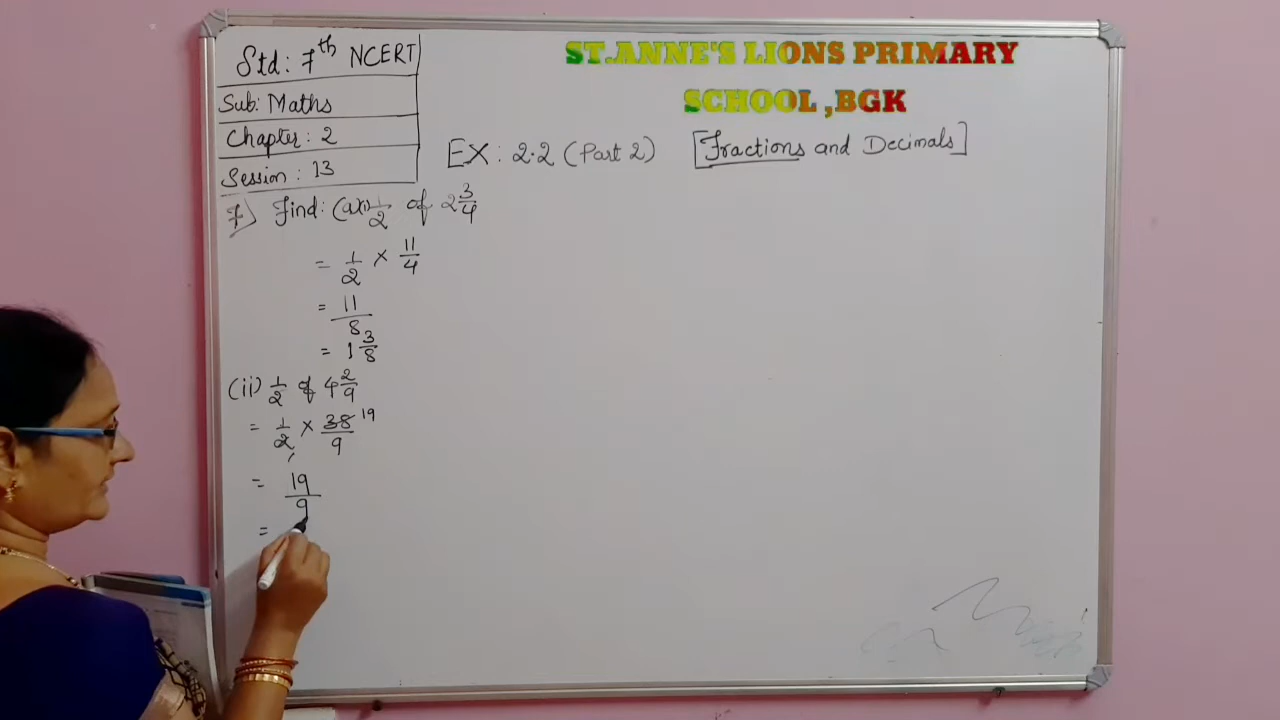 Std: 7th NCERT
Sub: Maths
Chapter: 2
Session: 13
ST.ANNE'S LIONS PRIMARY
SCHOOL ,BGK
EX: 2.2 (Part 2) [Fractions and Decimals]
7) Find: (a)(i) 1/2 of 2 3/4
= 1/2 × 11/4
= 11/8
= 1 3/8
(ii) 1/2 of 4 2/9
= 1/2 × 38/9 19
= 19/9
=